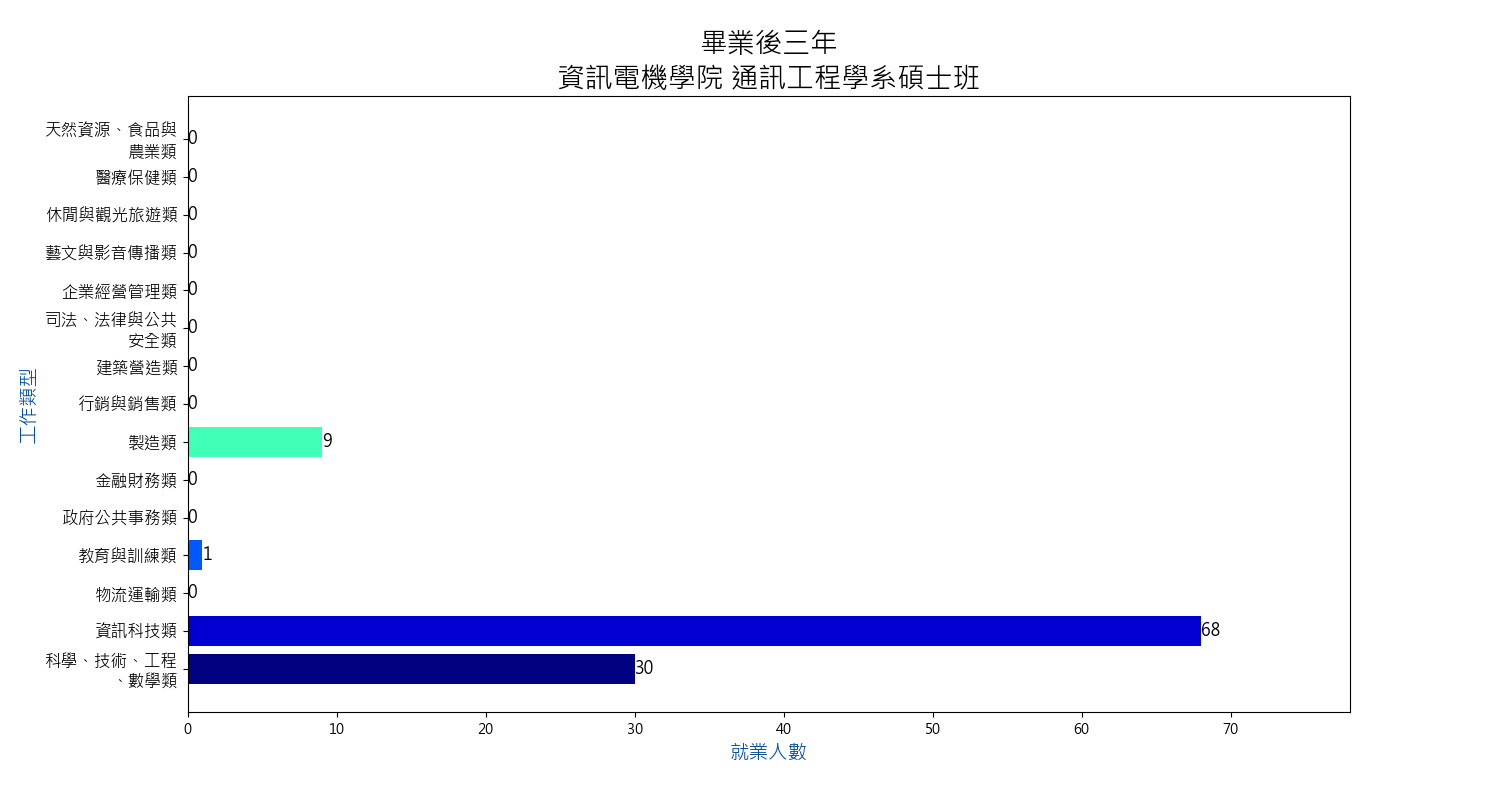 畢業後三年
資訊電機學院 通訊工程學系碩士班
天然資源、食品與
農業類
0
醫療保健類
0
休閒與觀光旅遊類
0
藝文與影音傳播類
0
企業經營管理類
0
司法、法律與公共
安全類
0
建築營造類
0
行銷與銷售類
0
製造類
9
金融財務類
0
政府公共事務類
0
教育與訓練類
1
物流運輸類
0
資訊科技類
68
科學、技術、工程
、數學類
30
工作類型
0 10 20 30 40 50 60 70
就業人數